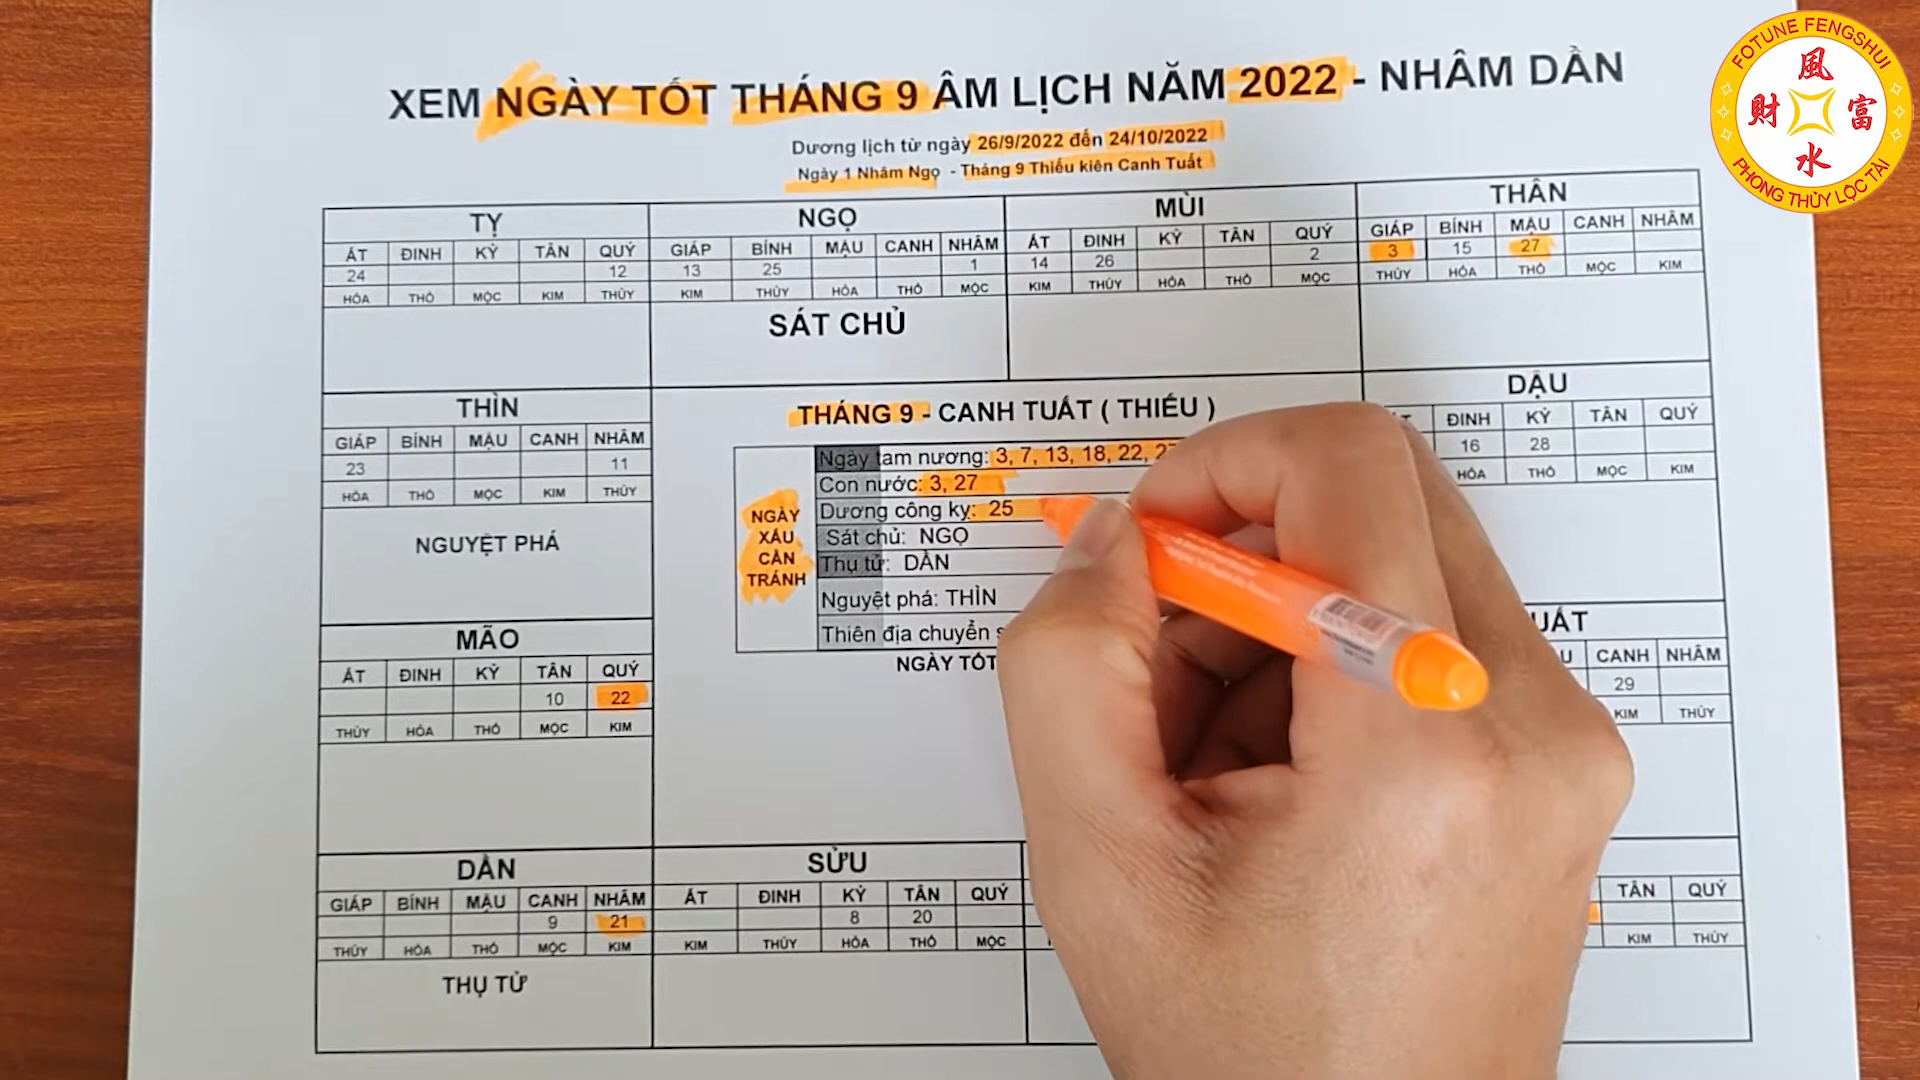 FOTUNE FENGSHUI
風
財 富
水
PHONG THỦY LỘC TÀI
XEM NGÀY TỐT THÁNG 9 ÂM LỊCH NĂM 2022 - NHÂM DẦN
Dương lịch từ ngày 26/9/2022 đến 24/10/2022
Ngày 1 Nhâm Ngọ - Tháng 9 Thiếu kiên Canh Tuất
TỴ
ẤT ĐINH KỶ TÂN QUÝ
24 12
HỎA THỔ MỘC KIM THỦY
NGỌ
GIÁP BÍNH MẬU CANH NHÂM
13 25 1
KIM THỦY HỎA THỔ MỘC
SÁT CHỦ
MÙI
ẤT ĐINH KỶ TÂN QUÝ
14 26 2
KIM THỦY HỎA THỔ MỘC
THÂN
GIÁP BÍNH MẬU CANH NHÂM
3 15 27
THỦY HỎA THỔ MỘC KIM
THÌN
GIÁP BÍNH MẬU CANH NHÂM
23 11
HỎA THỔ MỘC KIM THỦY
NGUYỆT PHÁ
THÁNG 9 - CANH TUẤT ( THIẾU )
NGÀY
XẤU
CẦN
TRÁNH
Ngày tam nương: 3, 7, 13, 18, 22,
Con nước: 3, 27
Dương công kỵ: 25
Sát chủ: NGỌ
Thụ tử: DẦN
Nguyệt phá: THÌN
Thiên địa chuyển
NGÀY TỐT
DẬU
ĐINH KỶ TÂN QUÝ
16 28
HỎA THỔ MỘC KIM
MÃO
ẤT ĐINH KỶ TÂN QUÝ
10 22
THỦY HỎA THỔ MỘC KIM
CANH NHÂM
29
KIM THỦY
DẦN
GIÁP BÍNH MẬU CANH NHÂM
9 21
THỦY HỎA THỔ MỘC KIM
THỤ TỬ
SỬU
ẤT ĐINH KỶ TÂN QUÝ
8 20
KIM THỦY HỎA THỔ MỘC
TÂN QUÝ
KIM THỦY